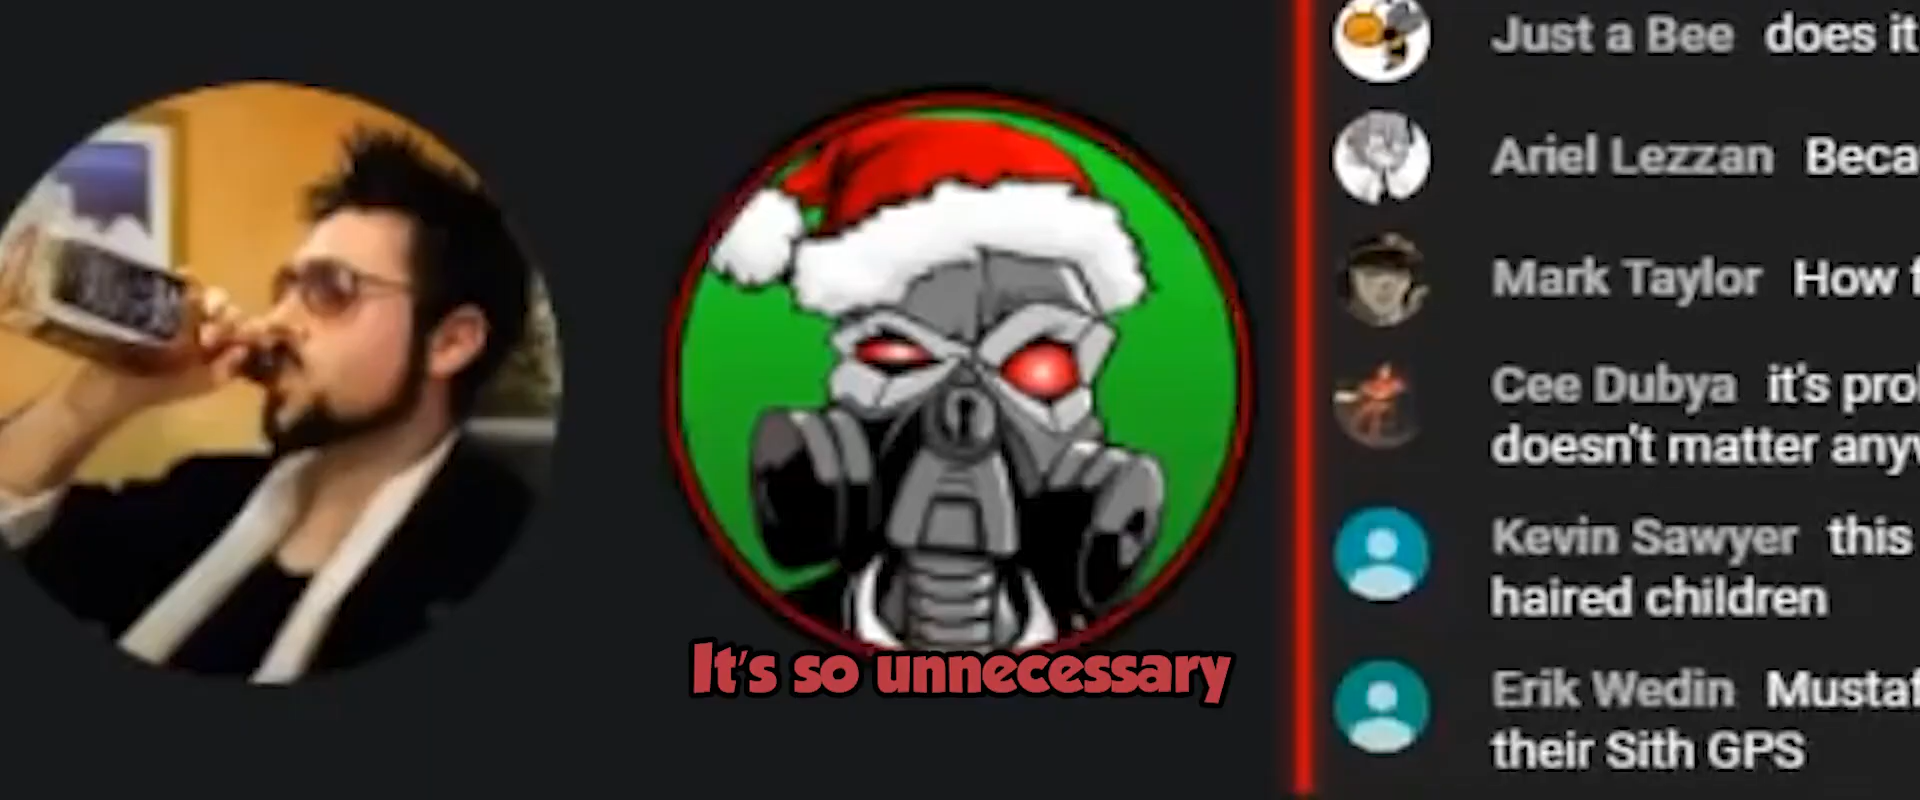 Just a Bee does it
Ariel Lezzan
Mark Taylor How
Cee Dubya it's
doesn't matter
Kevin Sawyer this
haired children
Erik Wedin
their Sith GPS
It's so unnecessary